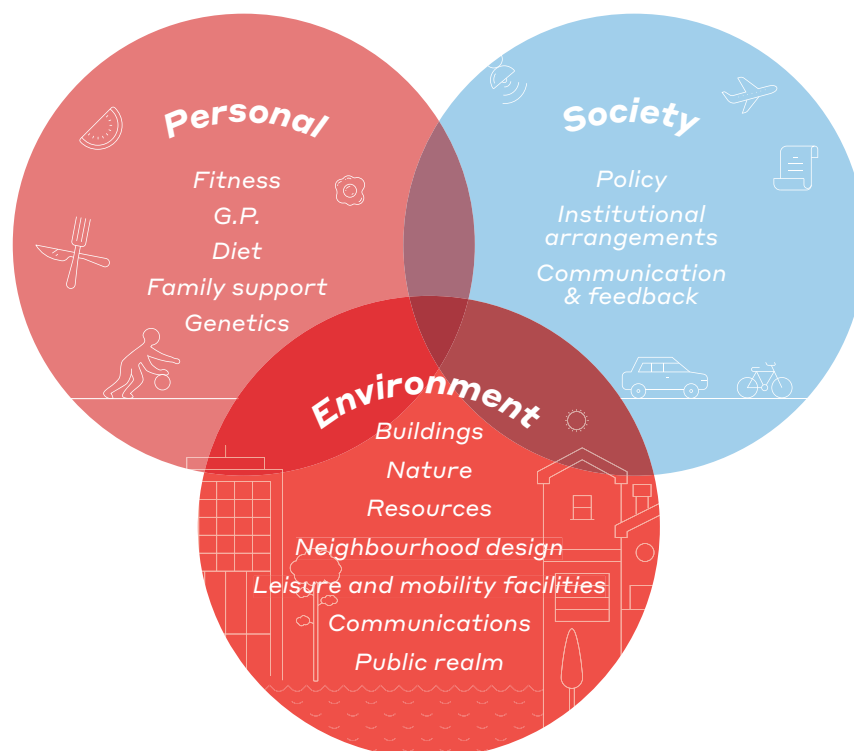 Personal
Fitness
G.P.
Diet
Family support
Genetics
Society
Policy
Institutional
arrangements
Communication
& feedback
Environment
Buildings
Nature
Resources
Neighbourhood design
Leisure and mobility facilities
Communications
Public realm